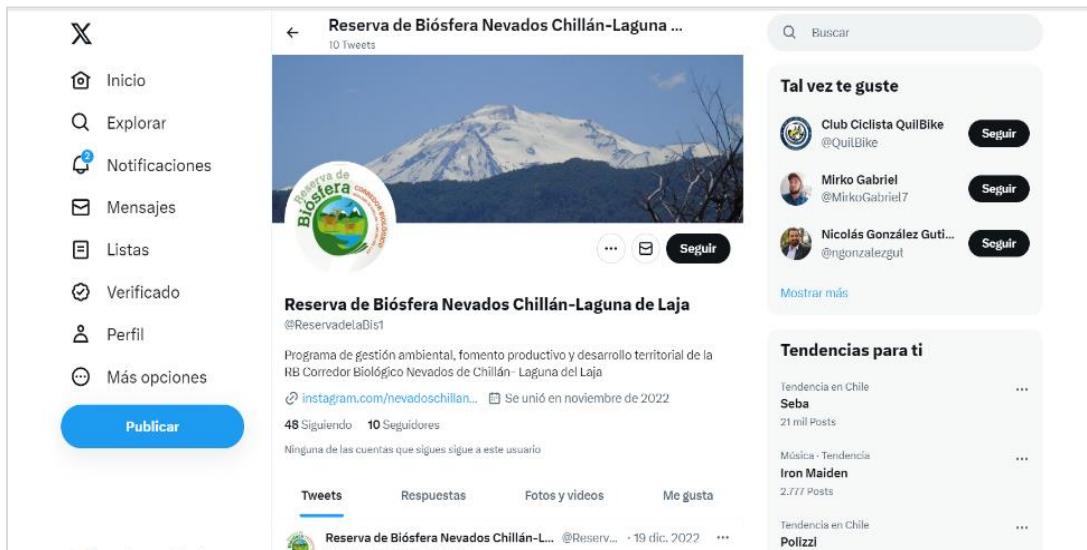 Inicio
Explorar
2
Notificaciones
Mensajes
Listas
Verificado
Perfil
Más opciones
Publicar
Reserva de Biósfera Nevados Chillán-Laguna ...
10 Tweets
Reserva de
Biósfera
CORREDOR BIOLÓGICO
Seguir
Reserva de Biósfera Nevados Chillán-Laguna de Laja
@ReservadelaBis1
Programa de gestión ambiental, fomento productivo y desarrollo territorial de la
RB Corredor Biológico Nevados de Chillán- Laguna del Laja
instagram.com/nevadoschillan... Se unió en noviembre de 2022
48 Siguiendo 10 Seguidores
Ninguna de las cuentas que sigues sigue a este usuario
Tweets Respuestas Fotos y videos Me gusta
Reserva de Biósfera Nevados Chillán-L... @Reserv... · 19 dic. 2022
Buscar
Tal vez te guste
Club Ciclista QuilBike
@QuilBike
Seguir
Mirko Gabriel
@MirkoGabriel7
Seguir
Nicolás González Guti...
@ngonzalezgut
Seguir
Mostrar más
Tendencias para ti
Tendencia en Chile
Seba
21 mil Posts
Música · Tendencia
Iron Maiden
2.777 Posts
Tendencia en Chile
Polizzi